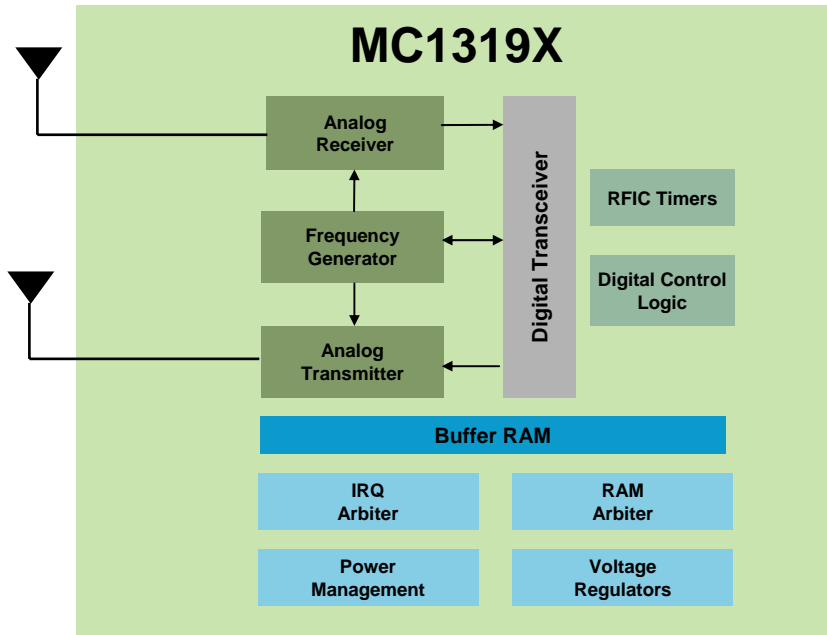 MC1319X
Analog
Receiver
Frequency
Generator
Analog
Transmitter
Digital Transceiver
RFIC Timers
Digital Control
Logic
Buffer RAM
IRQ
Arbiter
RAM
Arbiter
Power
Management
Voltage
Regulators